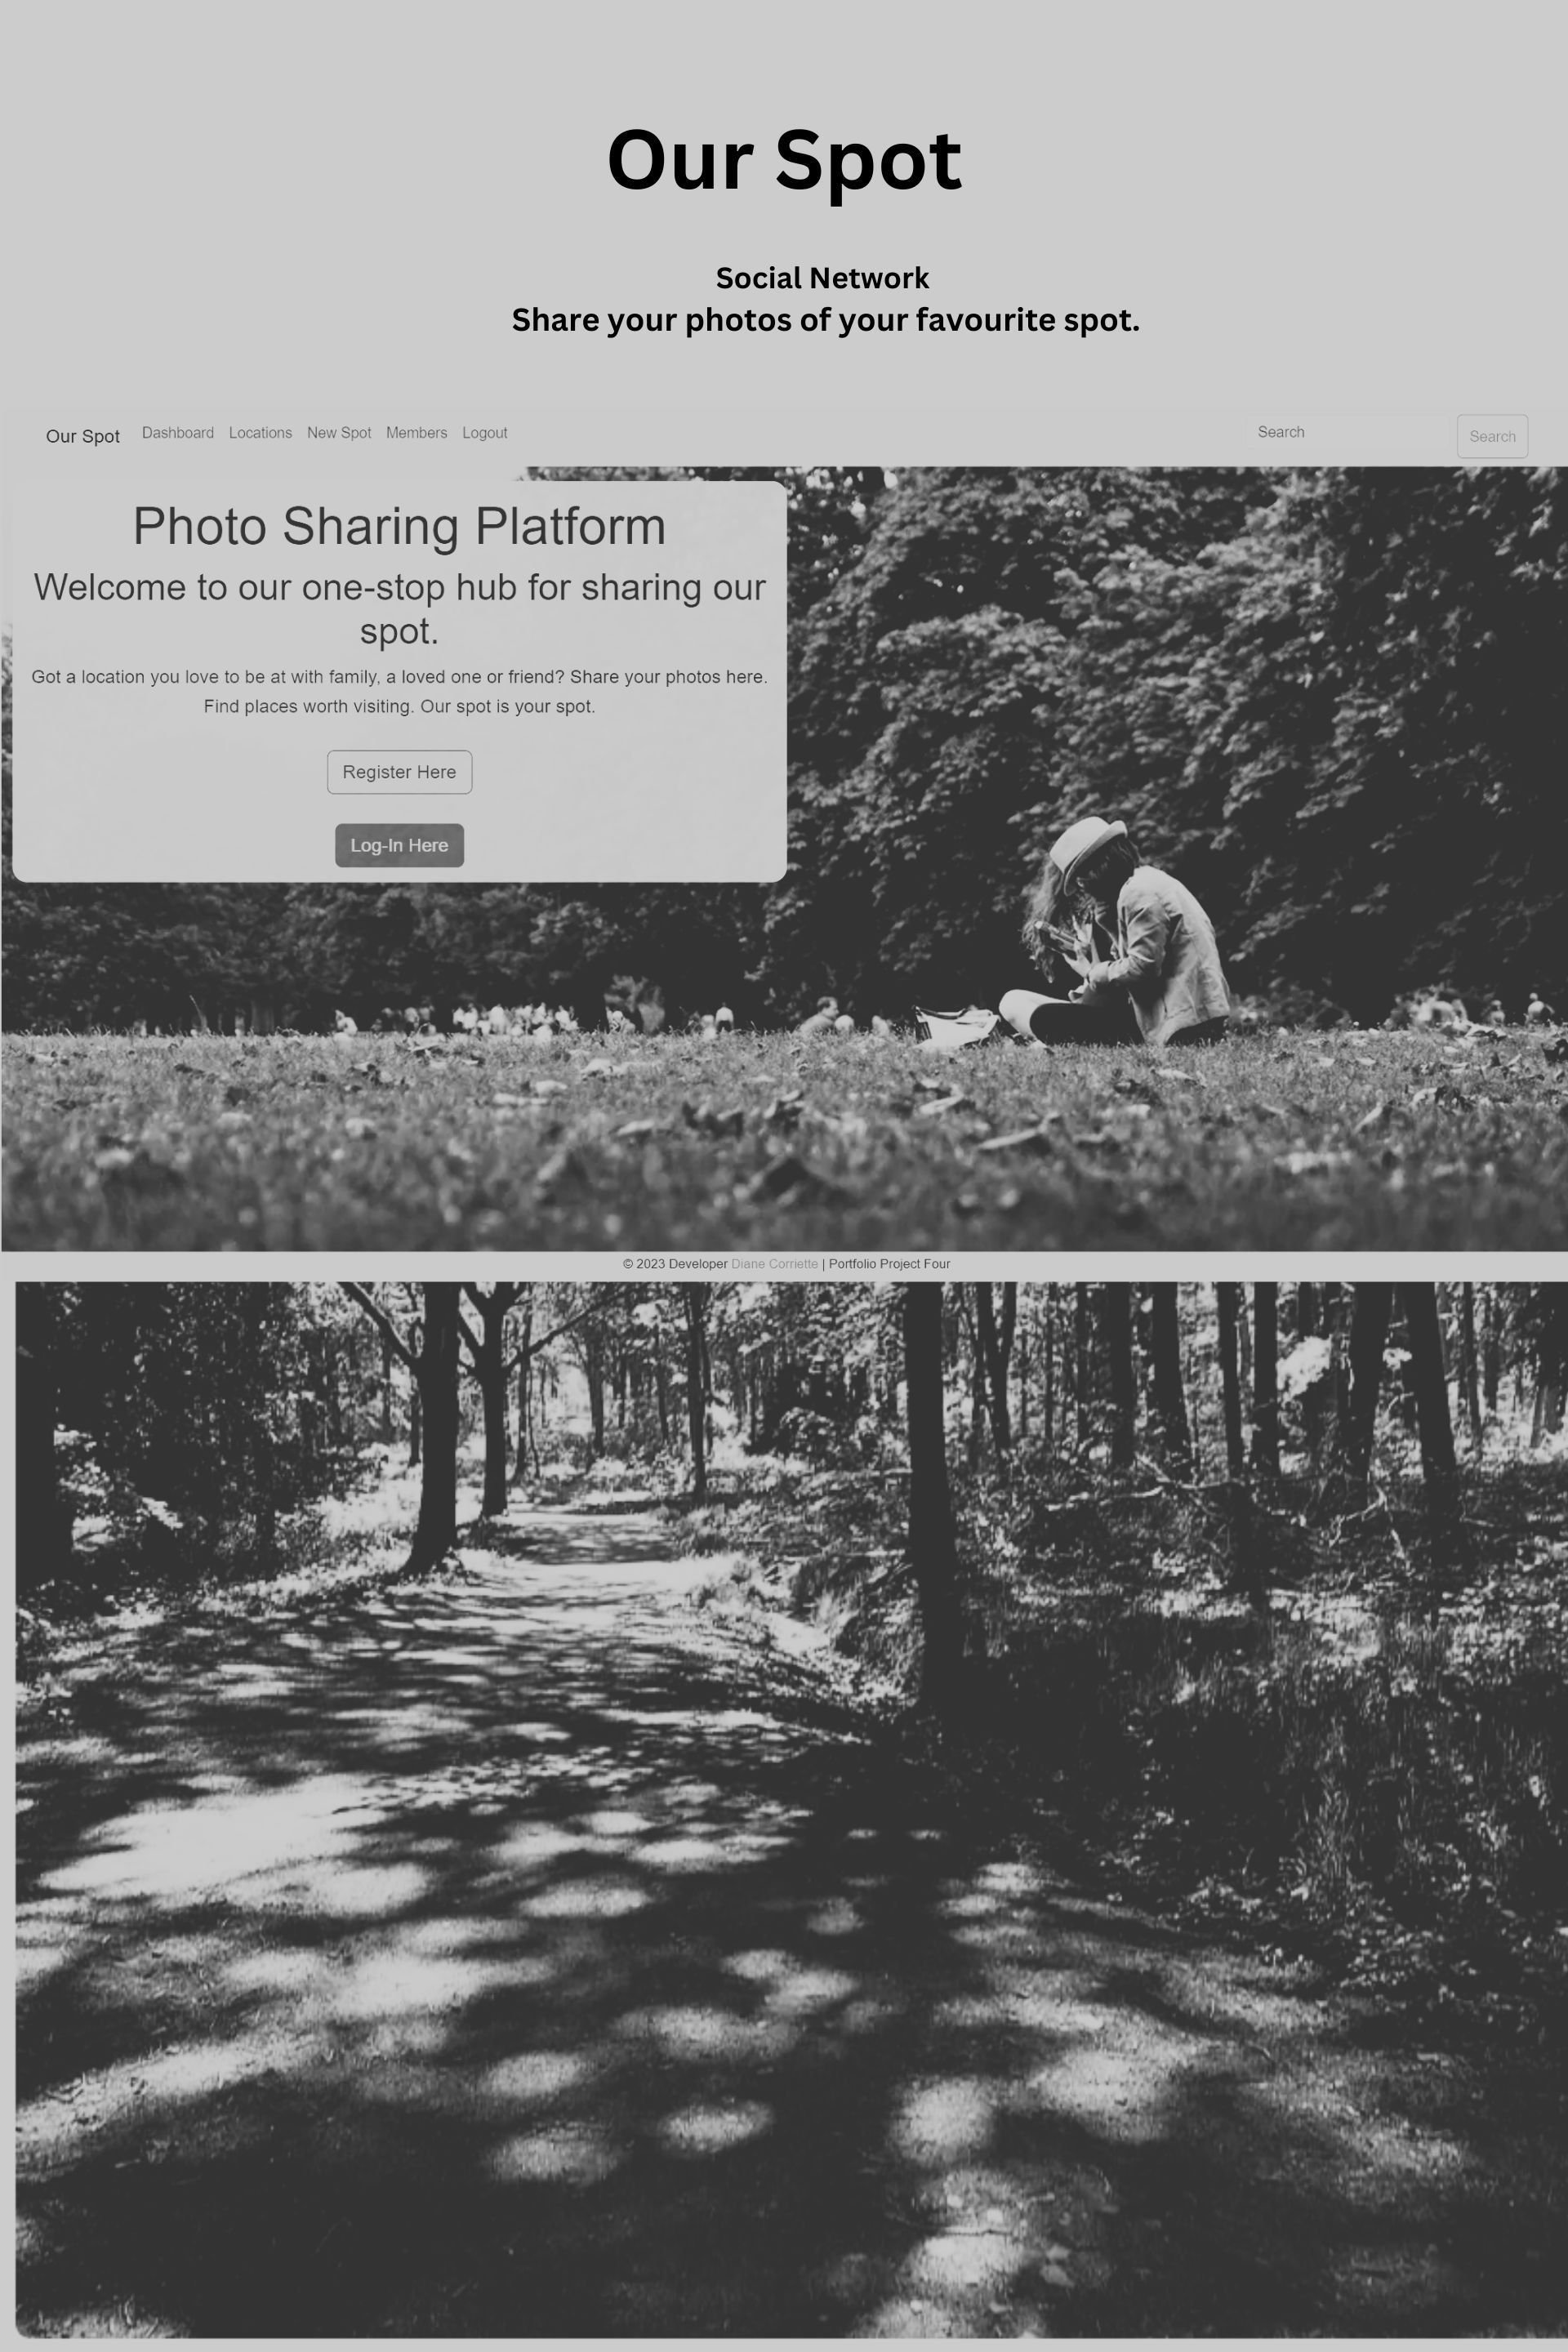 Our Spot
Social Network
Share your photos of your favourite spot.
Our Spot Dashboard Locations New Spot Members Logout Search Search
Photo Sharing Platform
Welcome to our one-stop hub for sharing our
spot.
Got a location you love to be at with family, a loved one or friend? Share your photos here.
Find places worth visiting. Our spot is your spot.
Register Here
Log-In Here
© 2023 Developer Diane Corriette | Portfolio Project Four